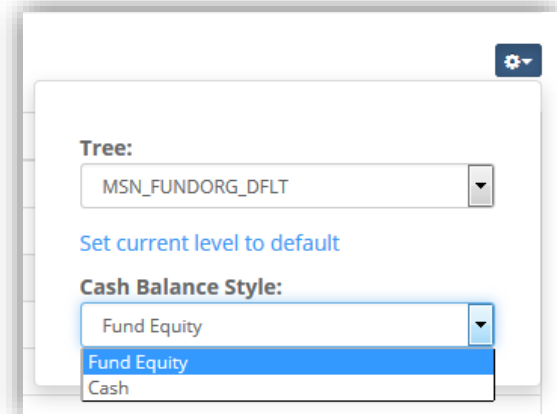 Tree:
MSN_FUNDORG_DFLT
Set current level to default
Cash Balance Style:
Fund Equity
Fund Equity
Cash